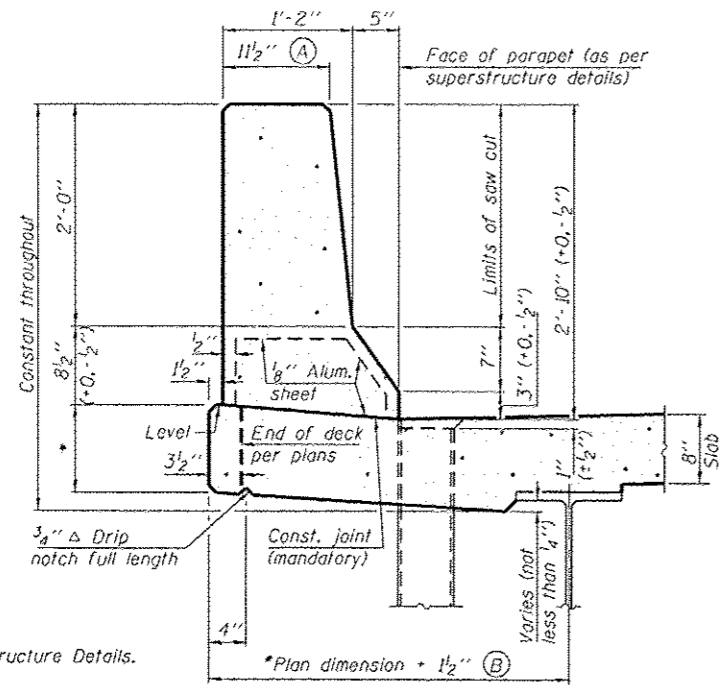 1'-2"
5"
11½" (A)
Face of parapet (as per
superstructure details)
Constant throughout
2'-0"
Limits of saw cut
2'-10" (+0,-½")
8½"
(+0,-½")
½"
1½"
⅛" Alum.
sheet
7"
3" (+0,-½")
*
Level
End of deck
per plans
3½"
1"
(±½")
8"
Slab
¾" Δ Drip
notch full length
Const. joint
(mandatory)
Varies (not
less than ¼")
4"
*Plan dimension + 1½" (B)
ructure Details.